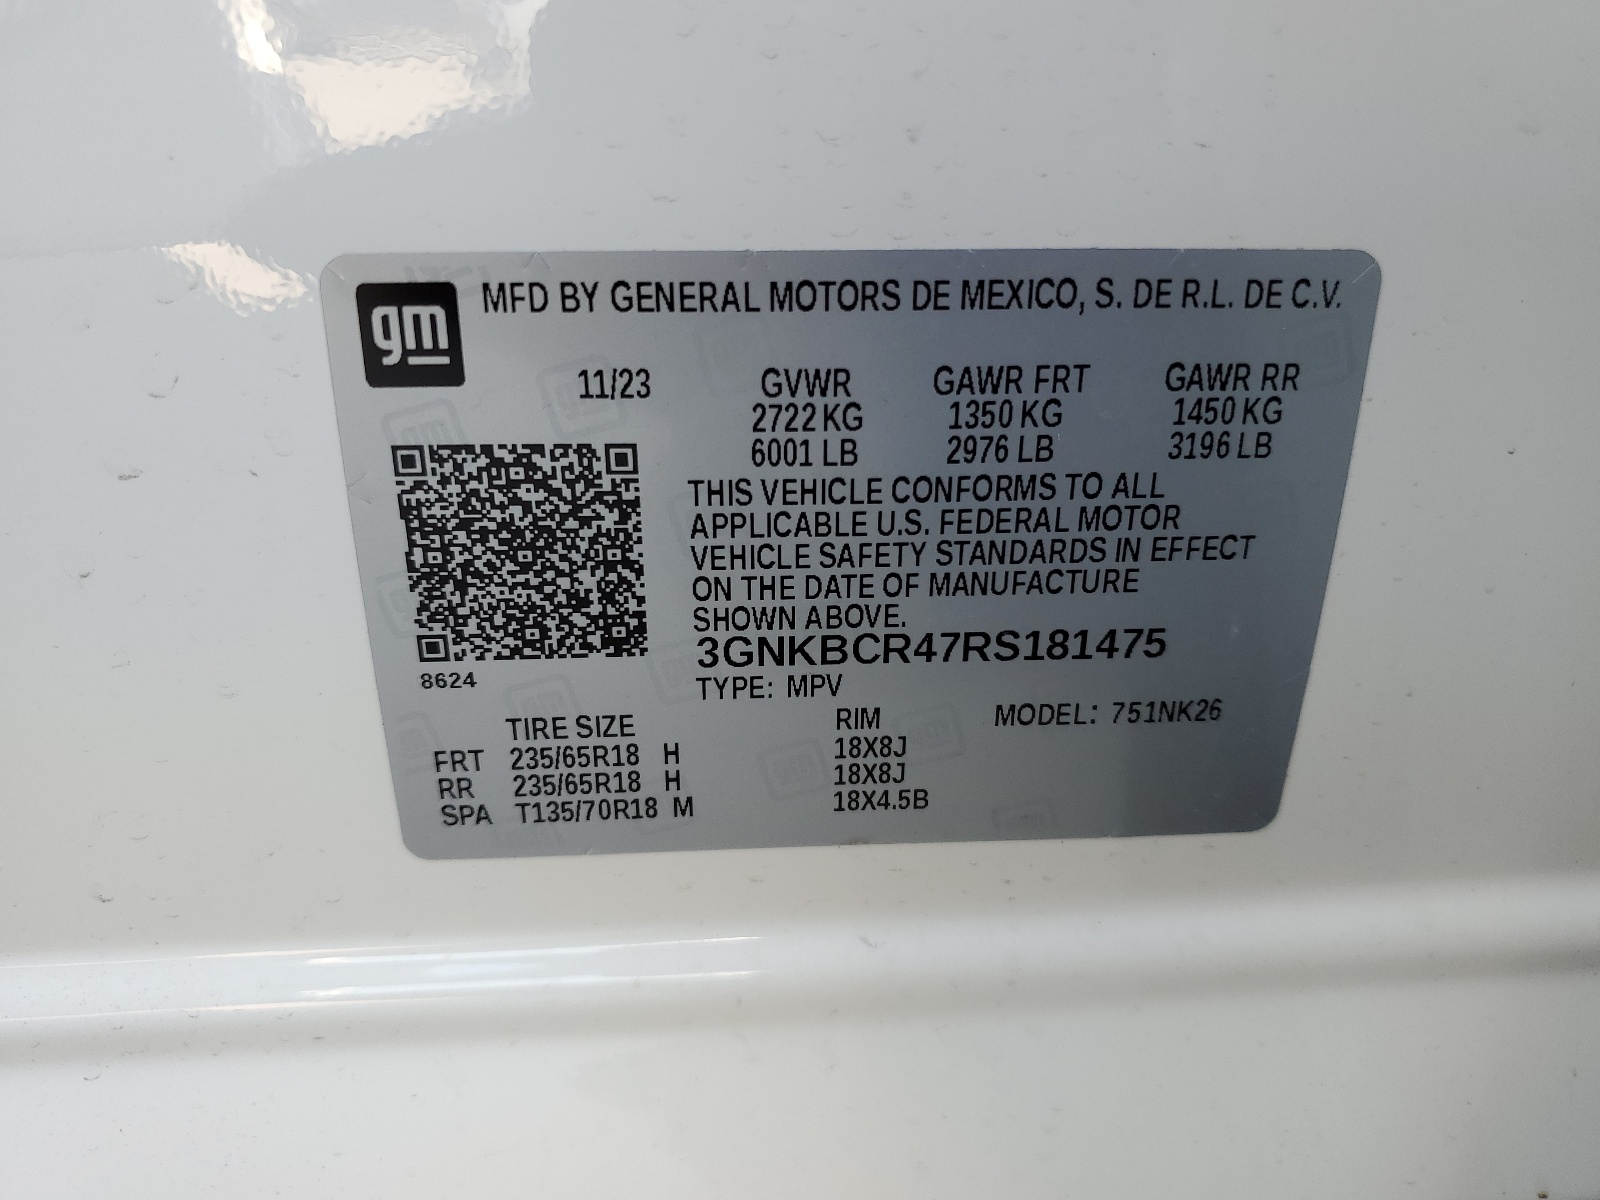 gm
MFD BY GENERAL MOTORS DE MEXICO, S. DE R.L. DE C.V.
11/23 GVWR GAWR FRT GAWR RR
2722 KG 1350 KG 1450 KG
6001 LB 2976 LB 3196 LB
THIS VEHICLE CONFORMS TO ALL
APPLICABLE U.S. FEDERAL MOTOR
VEHICLE SAFETY STANDARDS IN EFFECT
ON THE DATE OF MANUFACTURE
SHOWN ABOVE.
3GNKBCR47RS181475
8624
TYPE: MPV
TIRE SIZE RIM MODEL: 751NK26
FRT 235/65R18 H 18X8J
RR 235/65R18 H 18X8J
SPA T135/70R18 M 18X4.5B